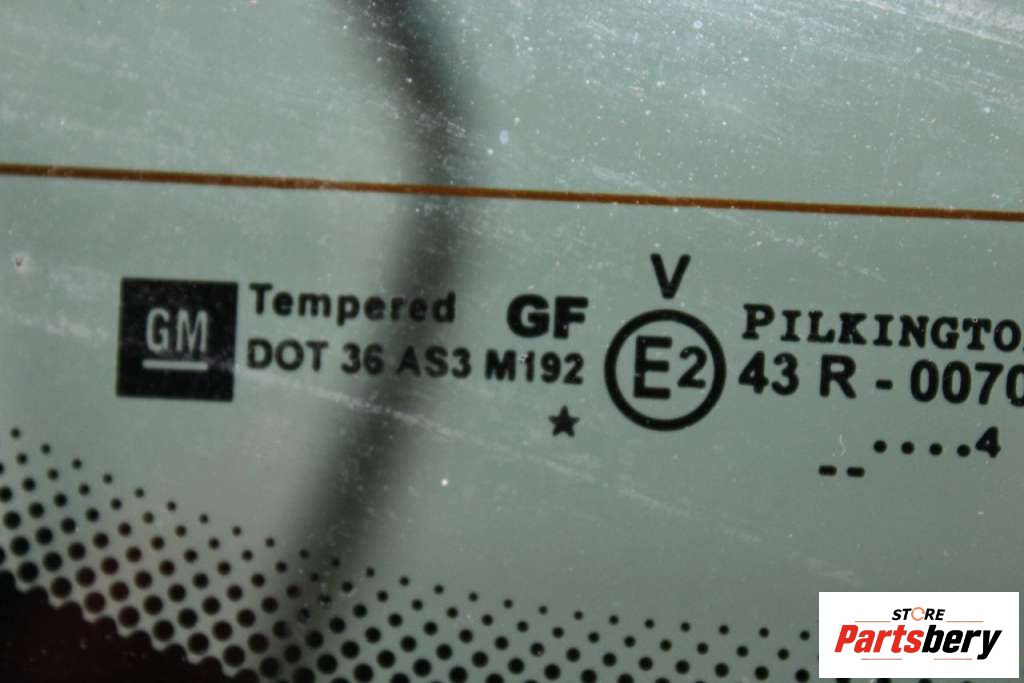 GM
Tempered GF
DOT 36 AS3 M192
V
E2
PILKINGTO
43 R - 0070
--....4
STORE
Partsbery